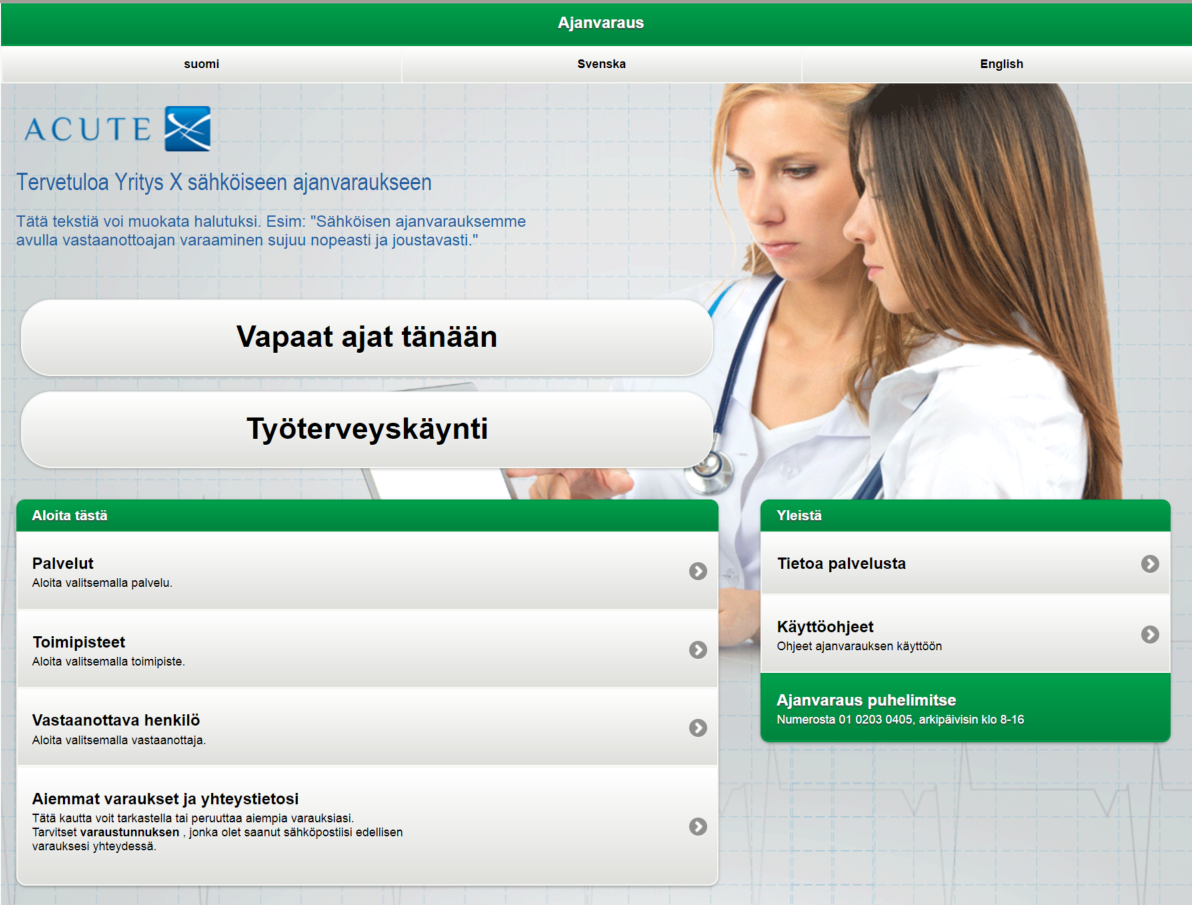 Ajanvaraus
suomi
Svenska
English
ACUTE
Tervetuloa Yritys X sähköiseen ajanvaraukseen
Tätä tekstiä voi muokata halutuksi. Esim: "Sähköisen ajanvarauksemme
avulla vastaanottoajan varaaminen sujuu nopeasti ja joustavasti."
Vapaat ajat tänään
Työterveyskäynti
Aloita tästä
Palvelut
Aloita valitsemalla palvelu.
Toimipisteet
Aloita valitsemalla toimipiste.
Vastaanottava henkilö
Aloita valitsemalla vastaanottaja.
Aiemmat varaukset ja yhteystietosi
Tätä kautta voit tarkastella tai peruuttaa aiempia varauksiasi.
Tarvitset varaustunnuksen , jonka olet saanut sähköpostiisi edellisen
varauksesi yhteydessä.
Yleistä
Tietoa palvelusta
Käyttöohjeet
Ohjeet ajanvarauksen käyttöön
Ajanvaraus puhelimitse
Numerosta 01 0203 0405, arkipäivisin klo 8-16